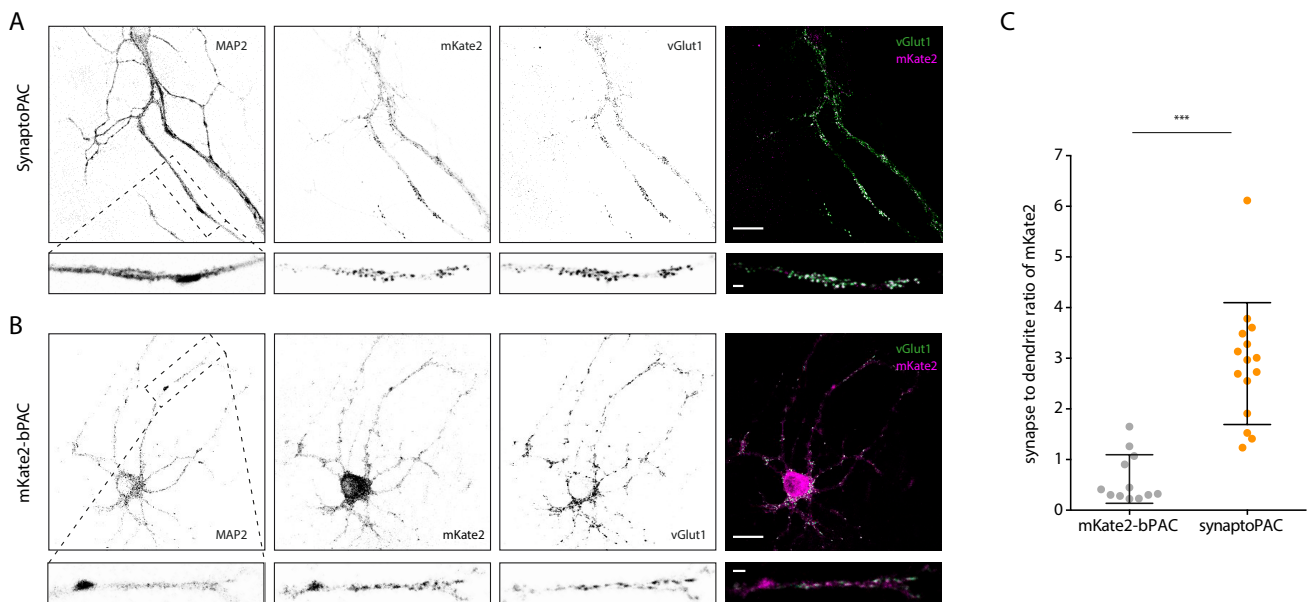 A
SynaptoPAC
MAP2
mKate2
vGlut1
vGlut1
mKate2
B
mKate2-bPAC
MAP2
mKate2
vGlut1
vGlut1
mKate2
C
***
synapse to dendrite ratio of mKate2
7
6
5
4
3
2
1
0
mKate2-bPAC
synaptoPAC